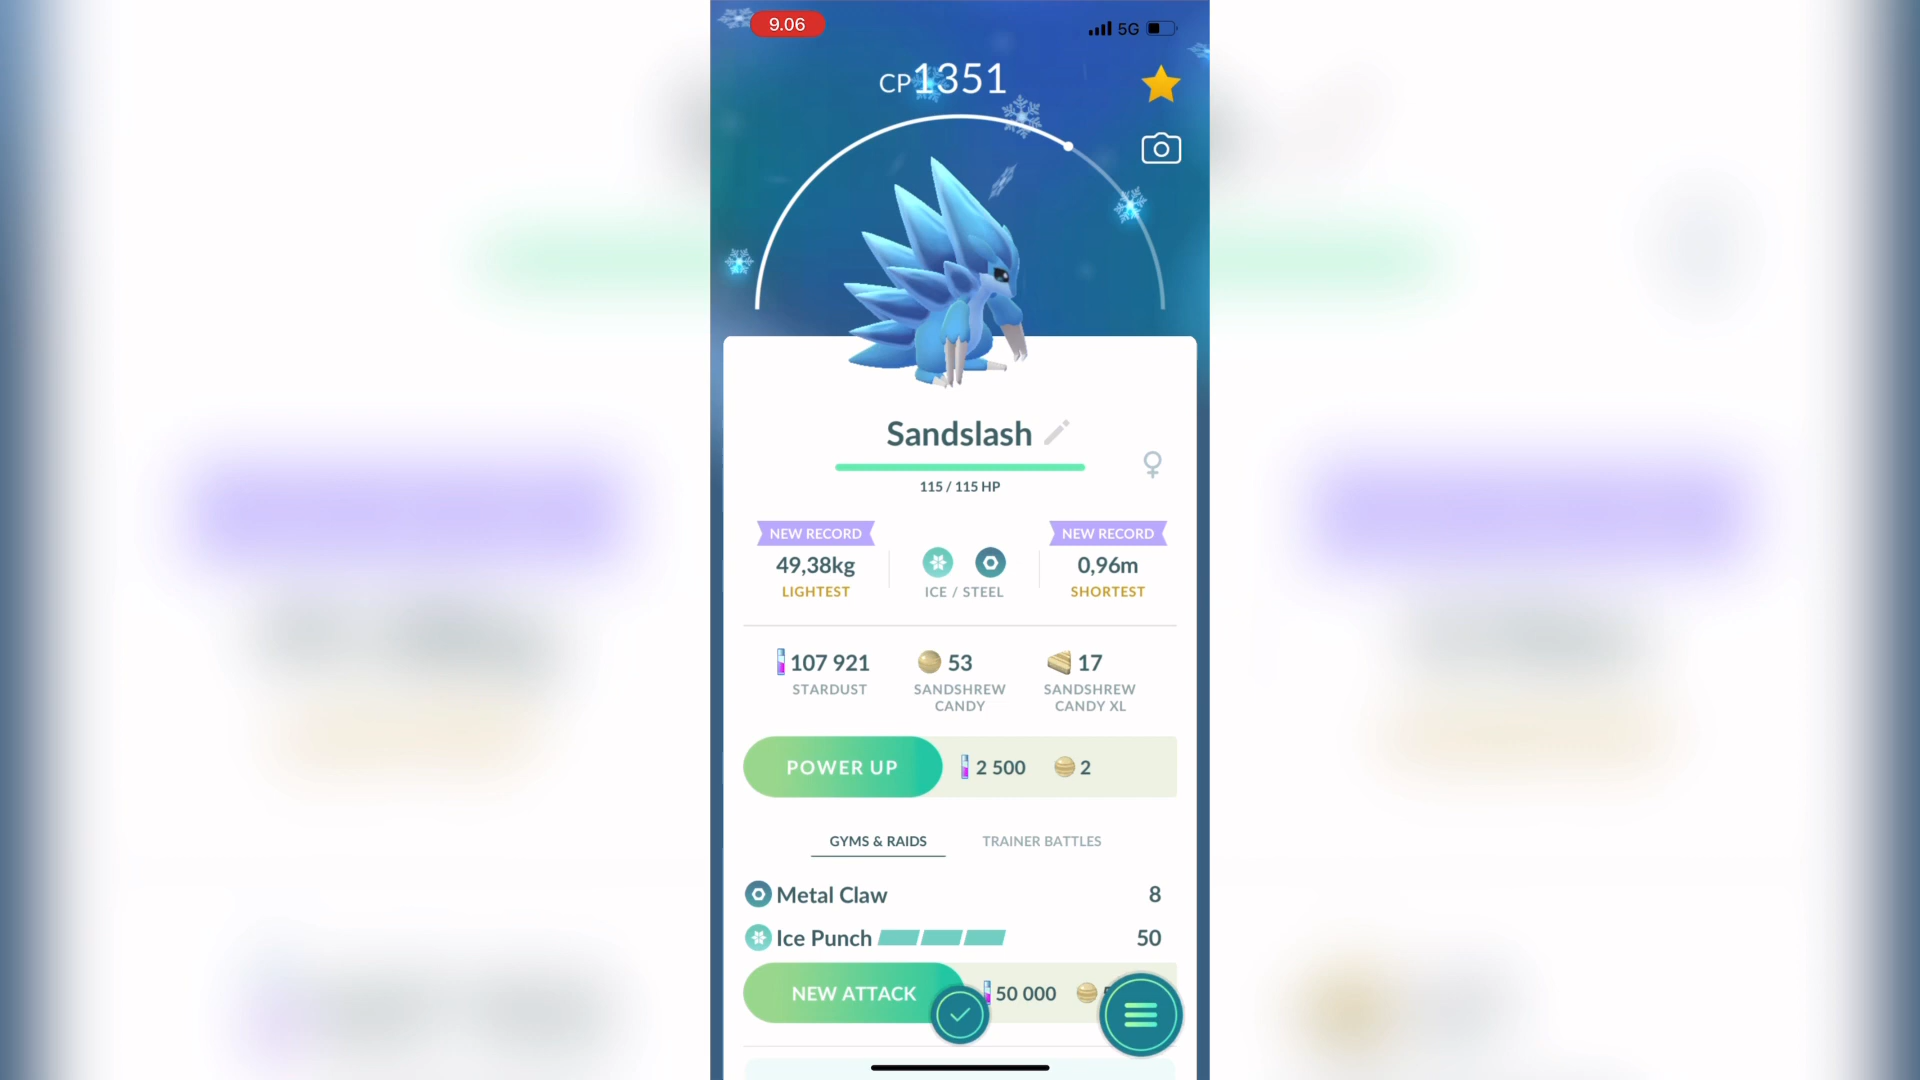 9.06
5G
CP1351
Sandslash
115 / 115 HP
NEW RECORD
49,38kg
LIGHTEST
ICE / STEEL
NEW RECORD
0,96m
SHORTEST
107 921
STARDUST
53
SANDSHREW
CANDY
17
SANDSHREW
CANDY XL
POWER UP
2 500
2
GYMS & RAIDS
TRAINER BATTLES
Metal Claw
8
Ice Punch
50
NEW ATTACK
50 000